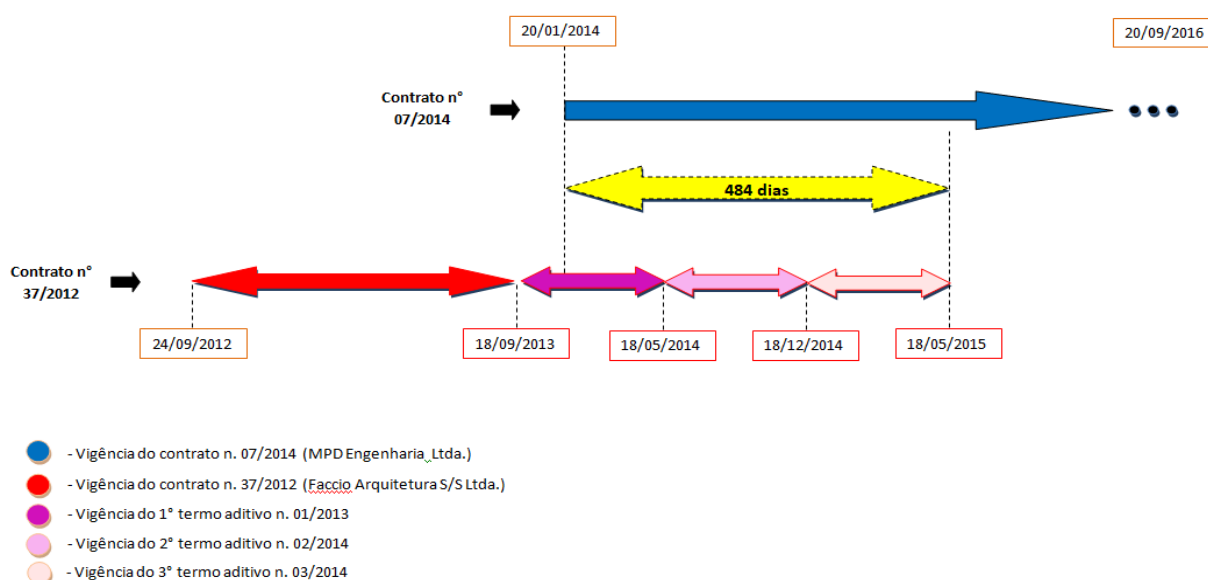 20/01/2014
20/09/2016
Contrato n°
07/2014
484 dias
Contrato n°
37/2012
24/09/2012
18/09/2013
18/05/2014
18/12/2014
18/05/2015
- Vigência do contrato n. 07/2014 (MPD Engenharia Ltda.)
- Vigência do contrato n. 37/2012 (Faccio Arquitetura S/S Ltda.)
- Vigência do 1° termo aditivo n. 01/2013
- Vigência do 2° termo aditivo n. 02/2014
- Vigência do 3° termo aditivo n. 03/2014